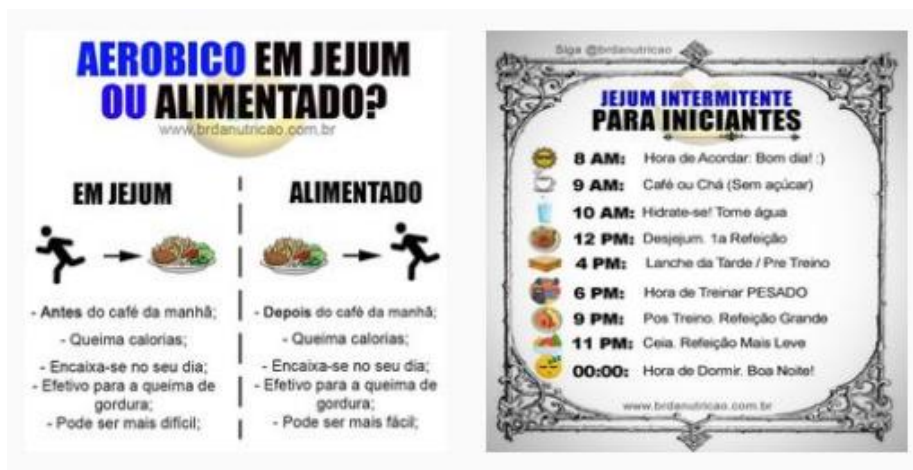 AEROBICO EM JEJUM
OU ALIMENTADO?
www.brdanutricao.com.br
EM JEJUM
- Antes do café da manhã;
- Queima calorias;
- Encaixa-se no seu dia;
- Efetivo para a queima de
gordura;
- Pode ser mais difícil;
ALIMENTADO
- Depois do café da manhã;
- Queima calorias;
- Encaixa-se no seu dia;
- Efetivo para a queima de
gordura;
- Pode ser mais fácil;
Siga @brdanutricao
JEJUM INTERMITENTE
PARA INICIANTES
8 AM: Hora de Acordar: Bom dia! :)
9 AM: Café ou Chá (Sem açúcar)
10 AM: Hidrate-se! Tome água
12 PM: Desjejum. 1a Refeição
4 PM: Lanche da Tarde / Pre Treino
6 PM: Hora de Treinar PESADO
9 PM: Pos Treino. Refeição Grande
11 PM: Ceia. Refeição Mais Leve
00:00: Hora de Dormir. Boa Noite!
www.brdanutricao.com.br